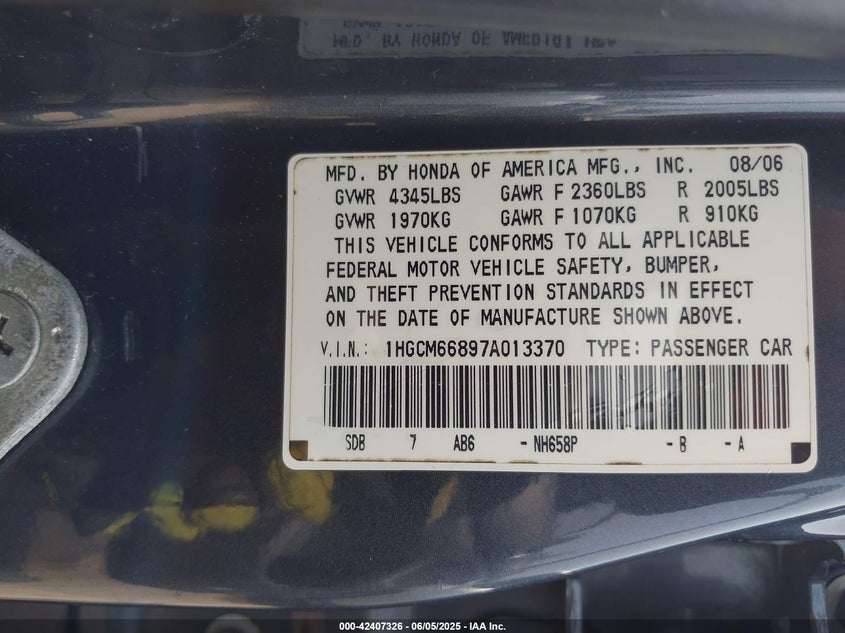 MFD. BY HONDA OF AMERICA MFG., INC. 08/06
GVWR 4345LBS GAWR F 2360LBS R 2005LBS
GVWR 1970KG GAWR F 1070KG R 910KG
THIS VEHICLE CONFORMS TO ALL APPLICABLE
FEDERAL MOTOR VEHICLE SAFETY, BUMPER,
AND THEFT PREVENTION STANDARDS IN EFFECT
ON THE DATE OF MANUFACTURE SHOWN ABOVE.
V.I.N.: 1HGCM66897A013370 TYPE: PASSENGER CAR
SDB 7 AB6 -NH658P -B -A
000-42407326 - 06/05/2025 - IAA Inc.